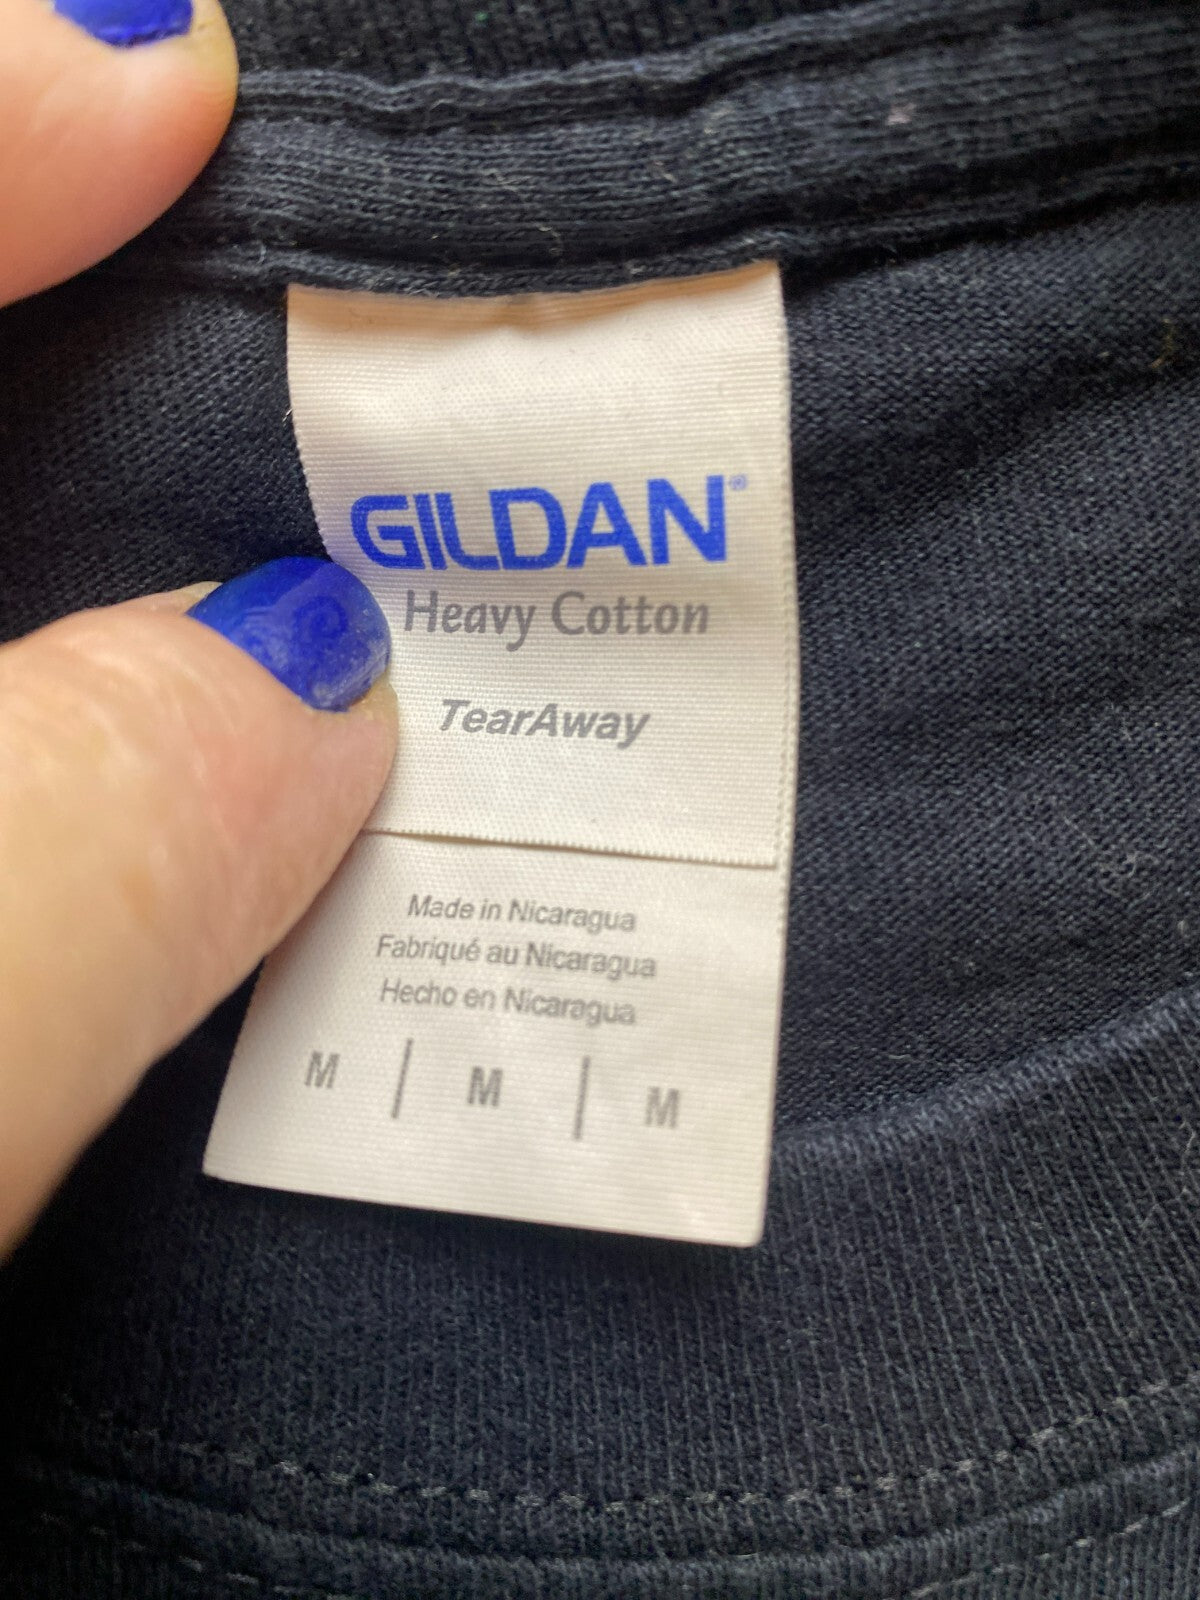 GILDAN®
Heavy Cotton
TearAway
Made in Nicaragua
Fabriqué au Nicaragua
Hecho en Nicaragua
M | M | M